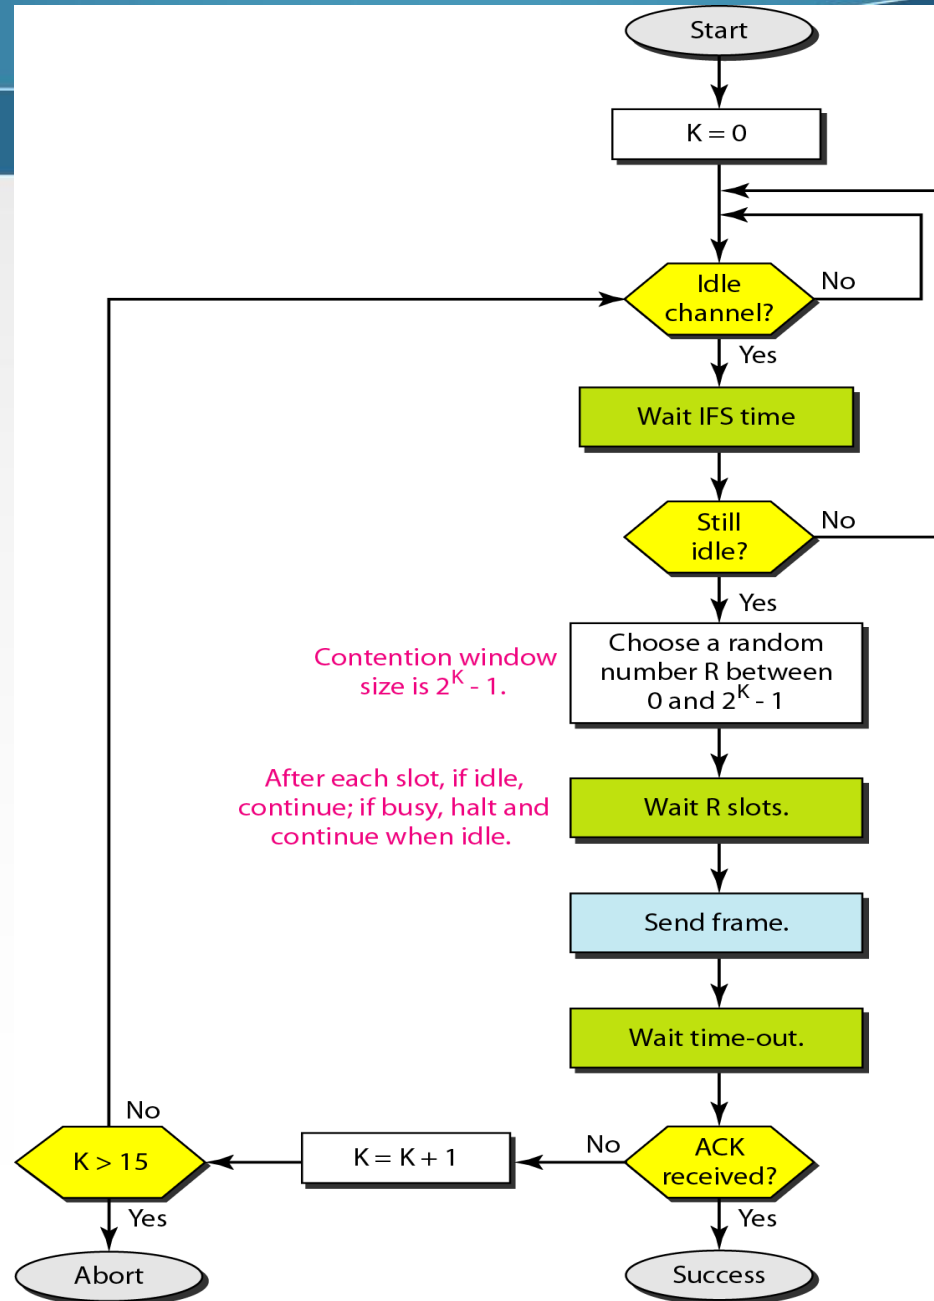 Start
K = 0
Idle
channel?
No
Yes
Wait IFS time
Still
idle?
No
Yes
Contention window
size is 2^K - 1.
Choose a random
number R between
0 and 2^K - 1
After each slot, if idle,
continue; if busy, halt and
continue when idle.
Wait R slots.
Send frame.
Wait time-out.
ACK
received?
No
Yes
K = K + 1
K > 15
No
Yes
Abort
Success